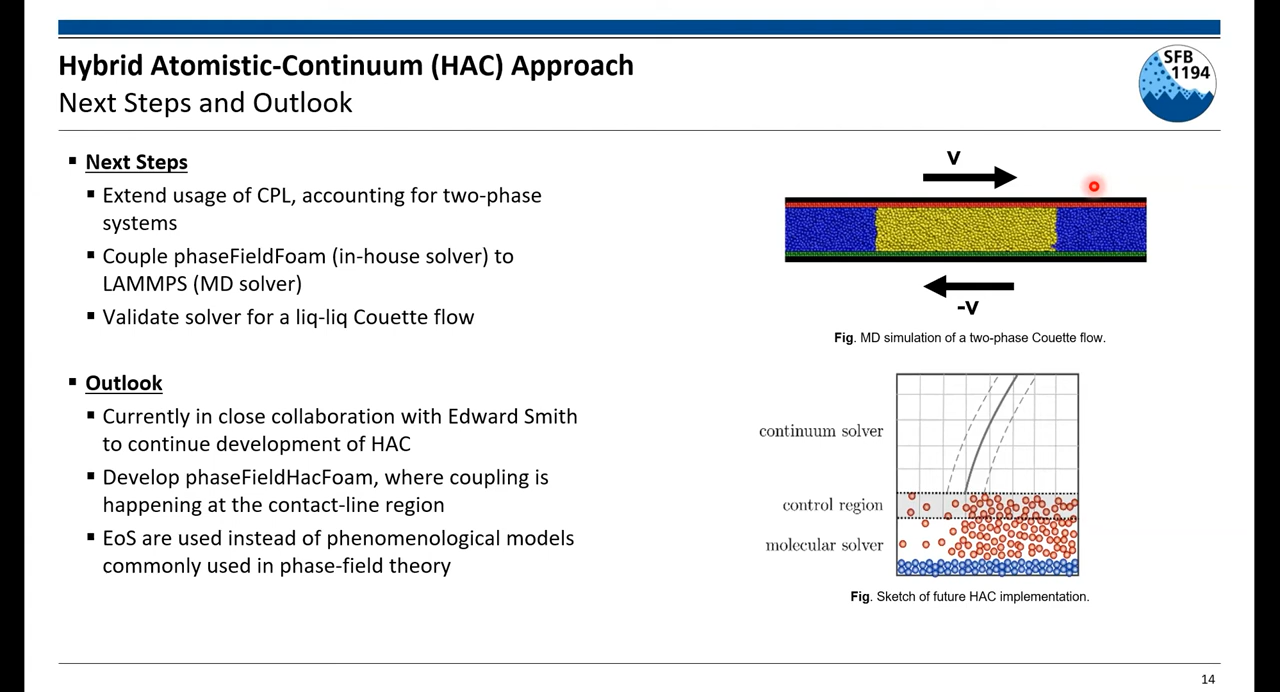 Hybrid Atomistic-Continuum (HAC) Approach
Next Steps and Outlook
SFB
1194
▪ Next Steps
▪ Extend usage of CPL, accounting for two-phase
systems
▪ Couple phaseFieldFoam (in-house solver) to
LAMMPS (MD solver)
▪ Validate solver for a liq-liq Couette flow
▪ Outlook
▪ Currently in close collaboration with Edward Smith
to continue development of HAC
▪ Develop phaseFieldHacFoam, where coupling is
happening at the contact-line region
▪ EoS are used instead of phenomenological models
commonly used in phase-field theory
V
-V
Fig. MD simulation of a two-phase Couette flow.
continuum solver
control region
molecular solver
Fig. Sketch of future HAC implementation.
14